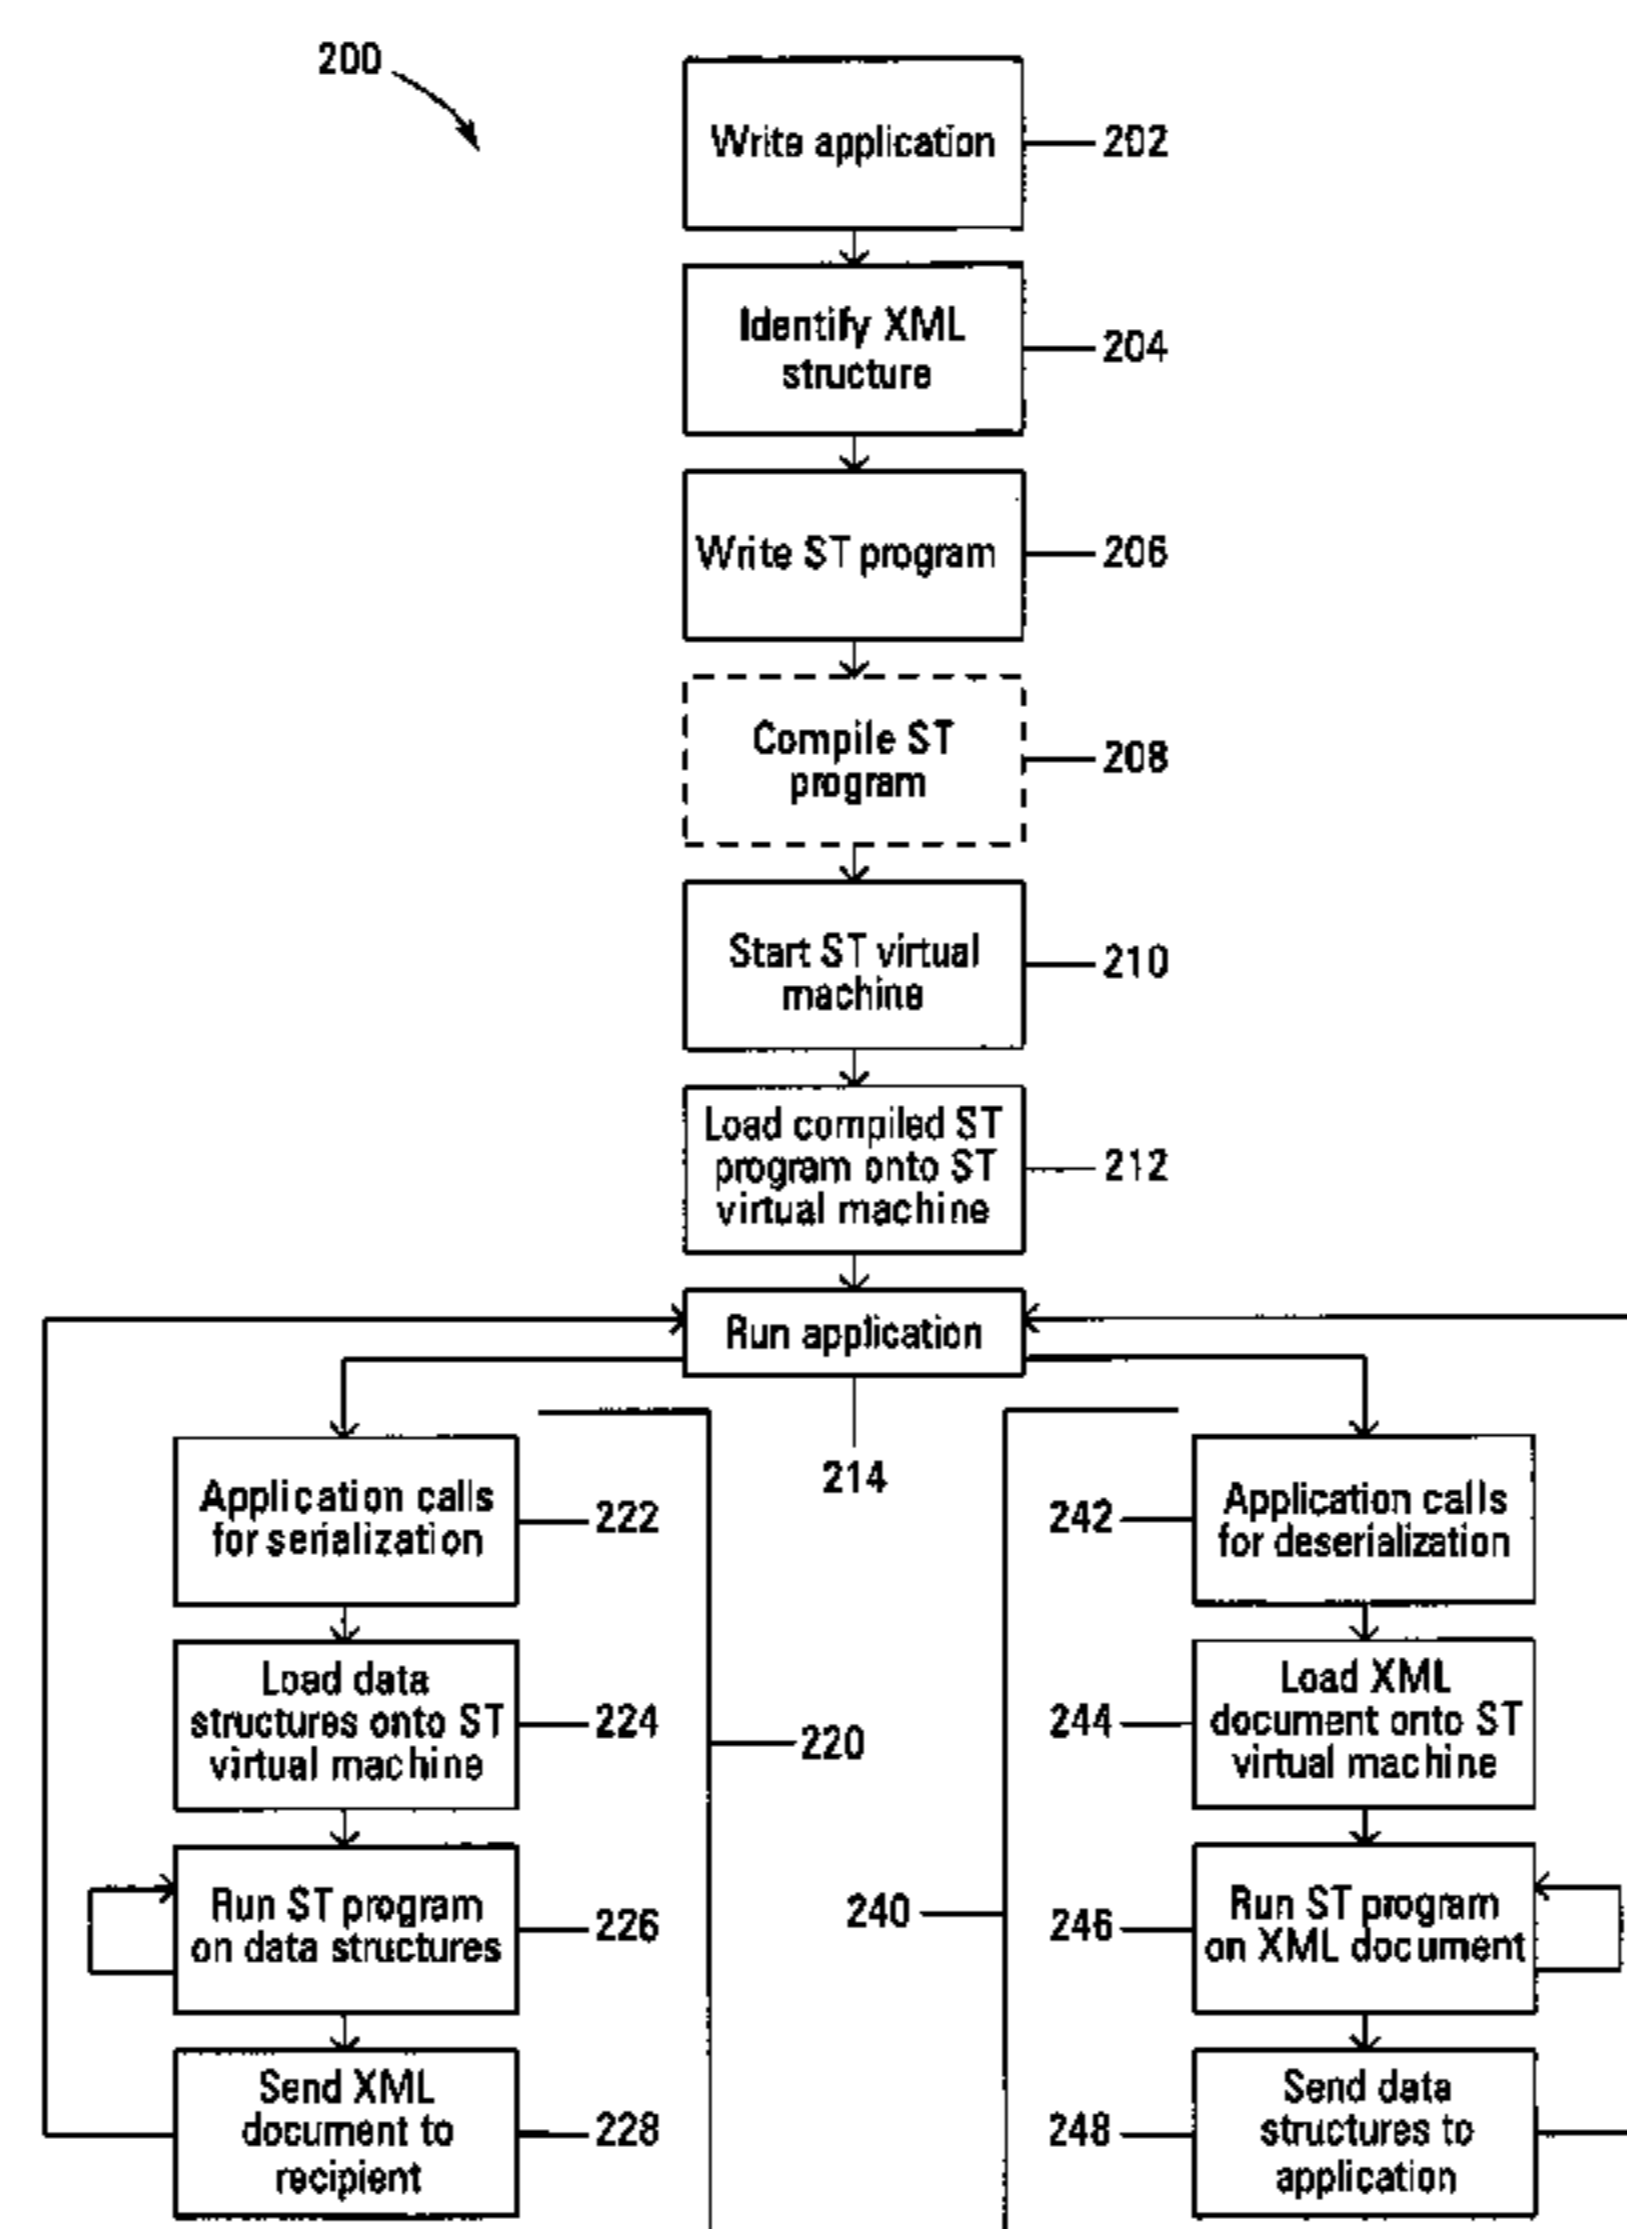 200
Write application
202
Identify XML
structure
204
Write ST program
206
Compile ST
program
208
Start ST virtual
machine
210
Load compiled ST
program onto ST
virtual machine
212
Run application
214
Application calls
for serialization
222
Load data
structures onto ST
virtual machine
224
220
Run ST program
on data structures
226
Send XML
document to
recipient
228
242
Application calls
for deserialization
244
Load XML
document onto ST
virtual machine
240
246
Run ST program
on XML document
248
Send data
structures to
application